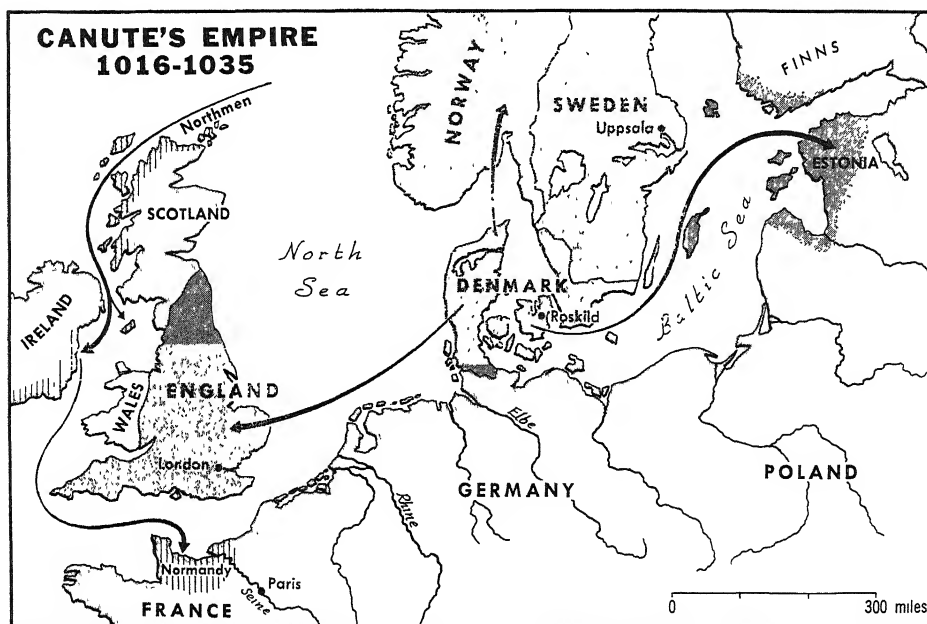 CANUTE'S EMPIRE
1016-1035
Northmen
SCOTLAND
IRELAND
WALES
ENGLAND
London
North
Sea
NORWAY
SWEDEN
Uppsala
FINNS
ESTONIA
Baltic Sea
DENMARK
Roskild
Elbe
GERMANY
POLAND
Rhine
Normandy
Paris
Seine
FRANCE
0 300 miles